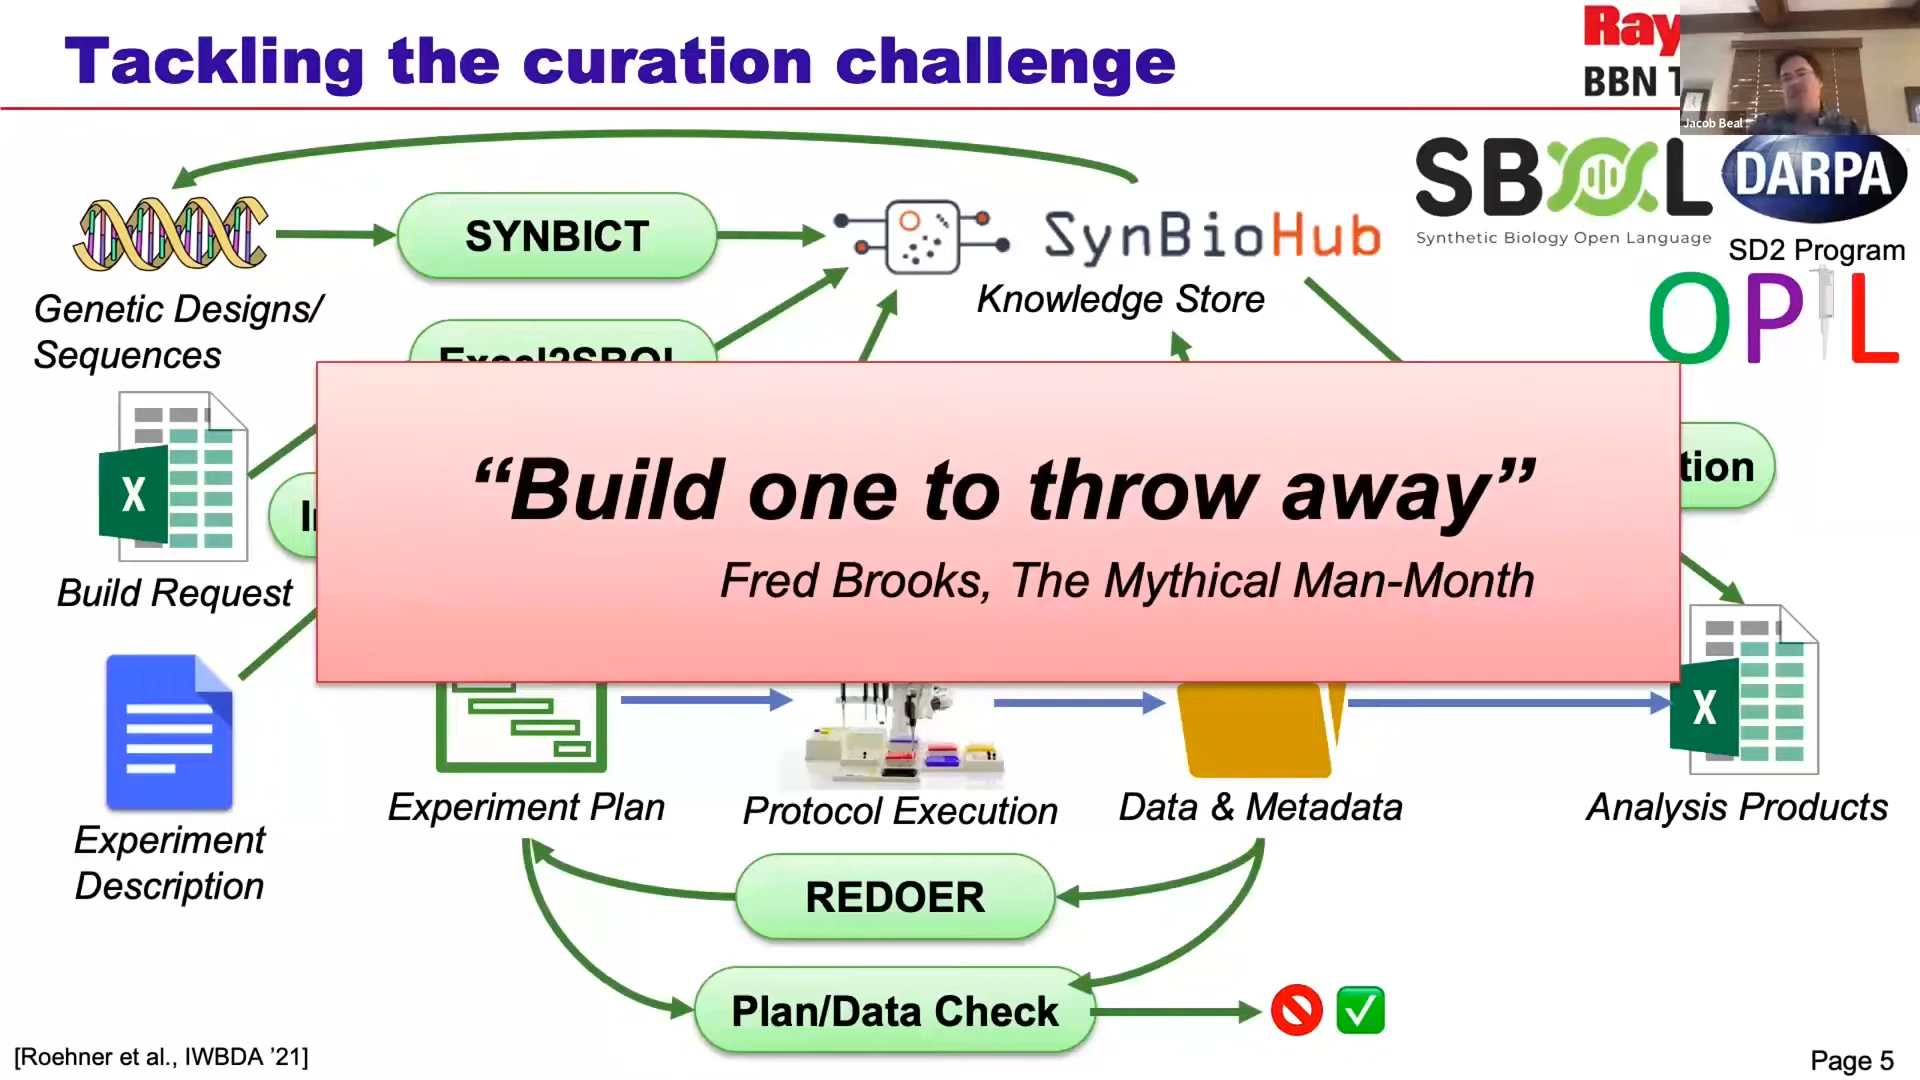 Tackling the curation challenge
Ray
BBN T
Jacob Beal
SBOL
Synthetic Biology Open Language
DARPA
SD2 Program
OPIL
SYNBICT
SynBioHub
Knowledge Store
Genetic Designs/
Sequences
Excel2SBOL
“Build one to throw away”
Fred Brooks, The Mythical Man-Month
tion
X
Build Request
X
Experiment Plan
Protocol Execution
Data & Metadata
Analysis Products
Experiment
Description
REDOER
Plan/Data Check
[Roehner et al., IWBDA ’21]
Page 5